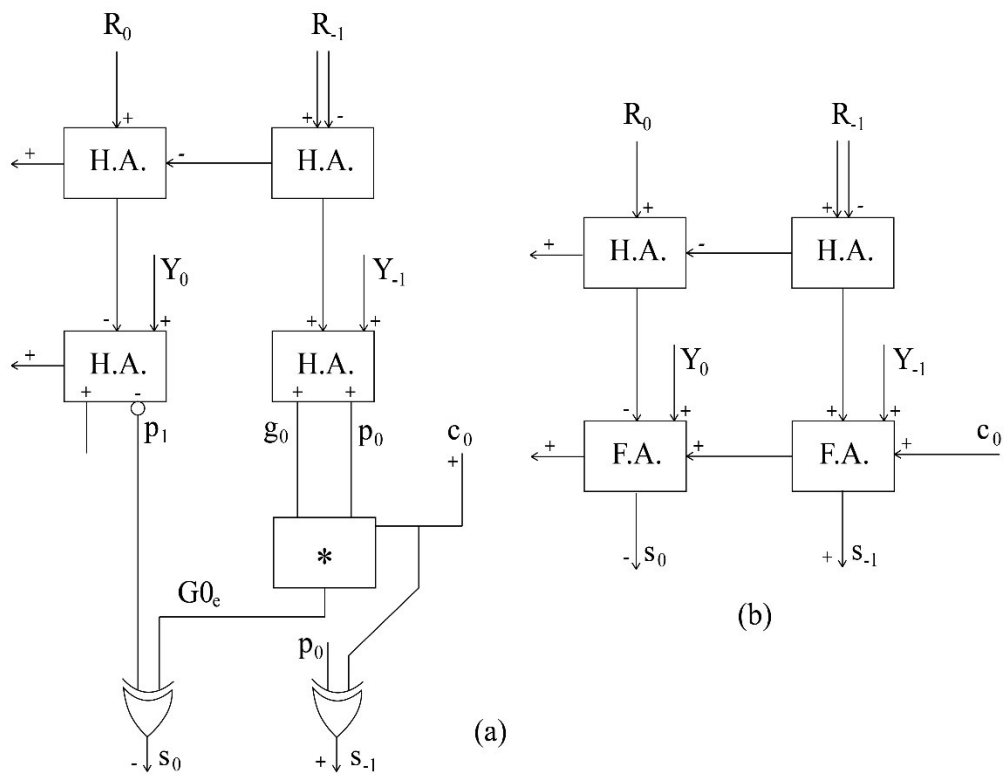 R₀ R₋₁
+ + -
+ H.A. - H.A.
Y₀ Y₋₁
- + + +
+ H.A. H.A.
+ - + +
p₁ g₀ p₀ c₀
+
*
G0ₑ
p₀
- s₀ + s₋₁
(a)
R₀ R₋₁
+ + -
+ H.A. - H.A.
Y₀ Y₋₁
- + + +
+ F.A. + F.A. + c₀
- s₀ + s₋₁
(b)